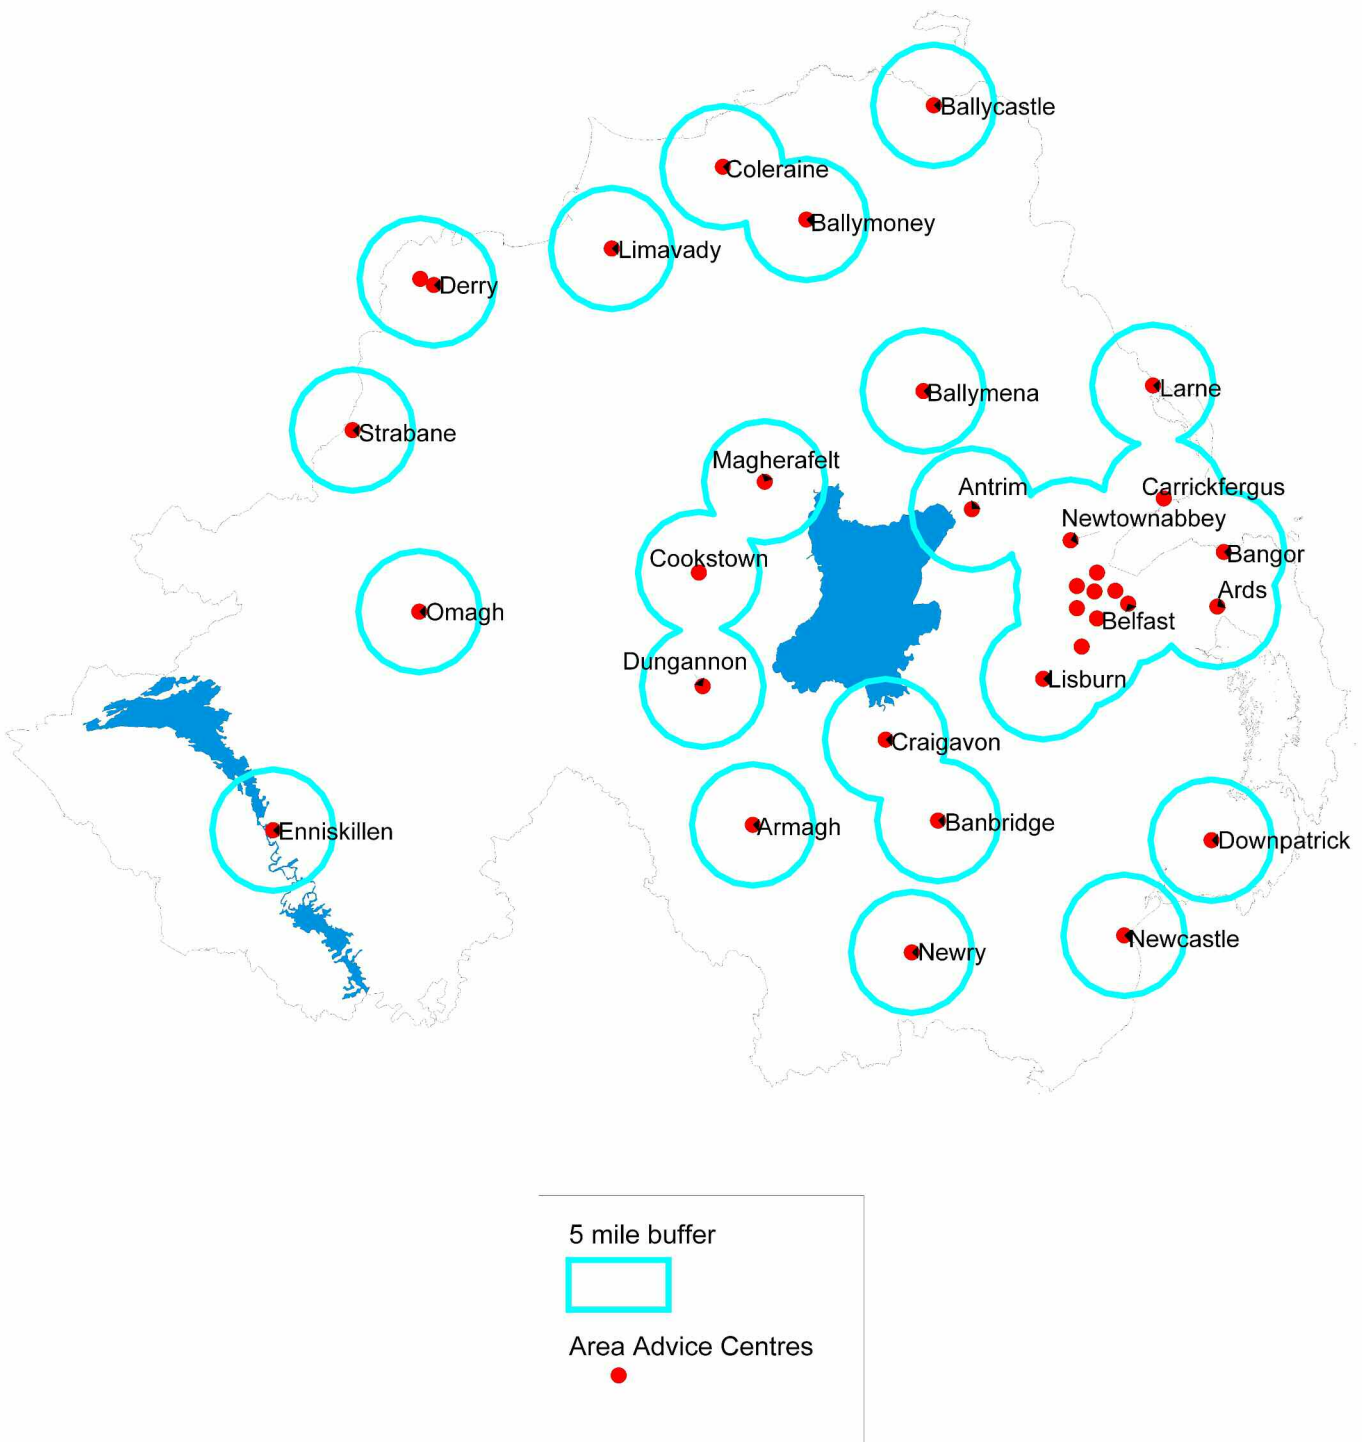 Ballycastle
Coleraine
Ballymoney
Limavady
Derry
Ballymena
Larne
Strabane
Magherafelt
Antrim
Carrickfergus
Newtownabbey
Bangor
Cookstown
Ards
Omagh
Belfast
Dungannon
Lisburn
Craigavon
Armagh
Banbridge
Enniskillen
Downpatrick
Newcastle
Newry
5 mile buffer
Area Advice Centres